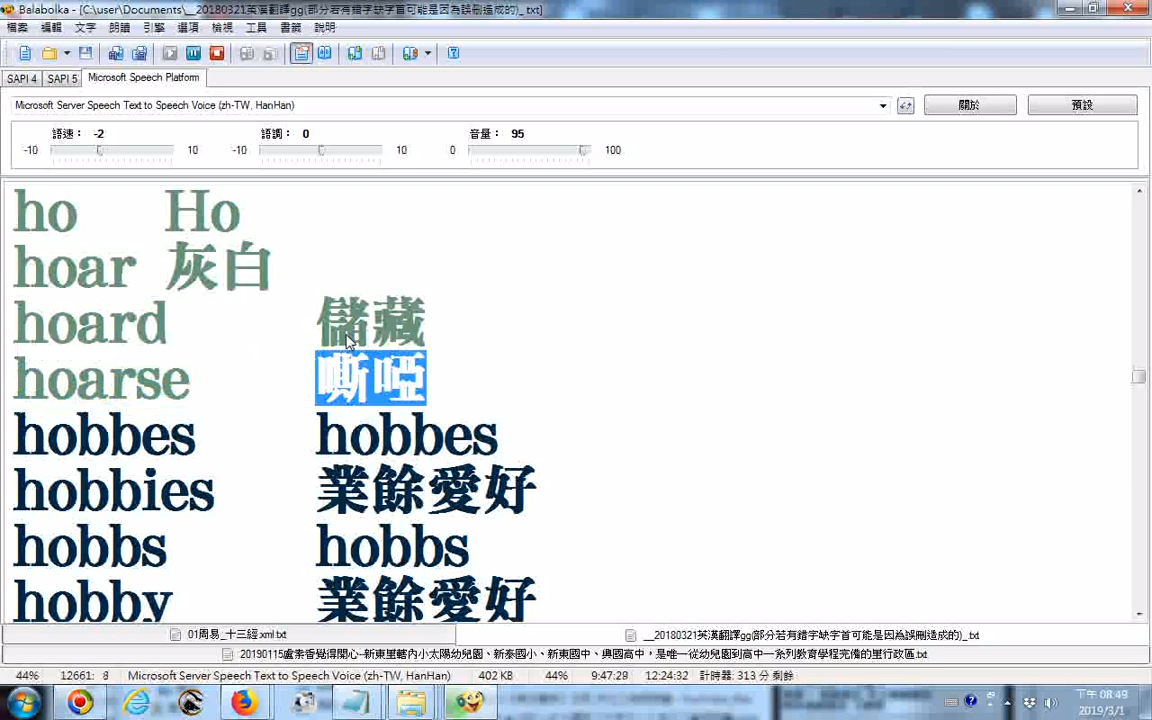 Balabolka - [C:\user\Documents\__20180321英漢翻譯gg(部分若有錯字缺字首可能是因為誤刪造成的)_.txt]
檔案 編輯 文字 朗讀 引擎 選項 檢視 工具 書籤 說明
SAPI 4 SAPI 5 Microsoft Speech Platform
Microsoft Server Speech Text to Speech Voice (zh-TW, HanHan) 關於 預設
語速： -2 語調： 0 音量： 95
-10 10 -10 10 0 100
ho Ho
hoar 灰白
hoard 儲藏
hoarse 嘶啞
hobbes hobbes
hobbies 業餘愛好
hobbs hobbs
hobby 業餘愛好
01周易_十三經.xml.txt __20180321英漢翻譯gg(部分若有錯字缺字首可能是因為誤刪造成的)_.txt
20190115盧素香覺得開心--新東里轄內小太陽幼兒園、新泰國小、新東國中、興國高中，是唯一從幼兒園到高中一系列教育學程完備的里行政區.txt
44% 12661: 8 Microsoft Server Speech Text to Speech Voice (zh-TW, HanHan) 402 KB 44% 9:47:28 12:24:32 計時器: 313 分 剩餘
下午 08:49
2019/3/1